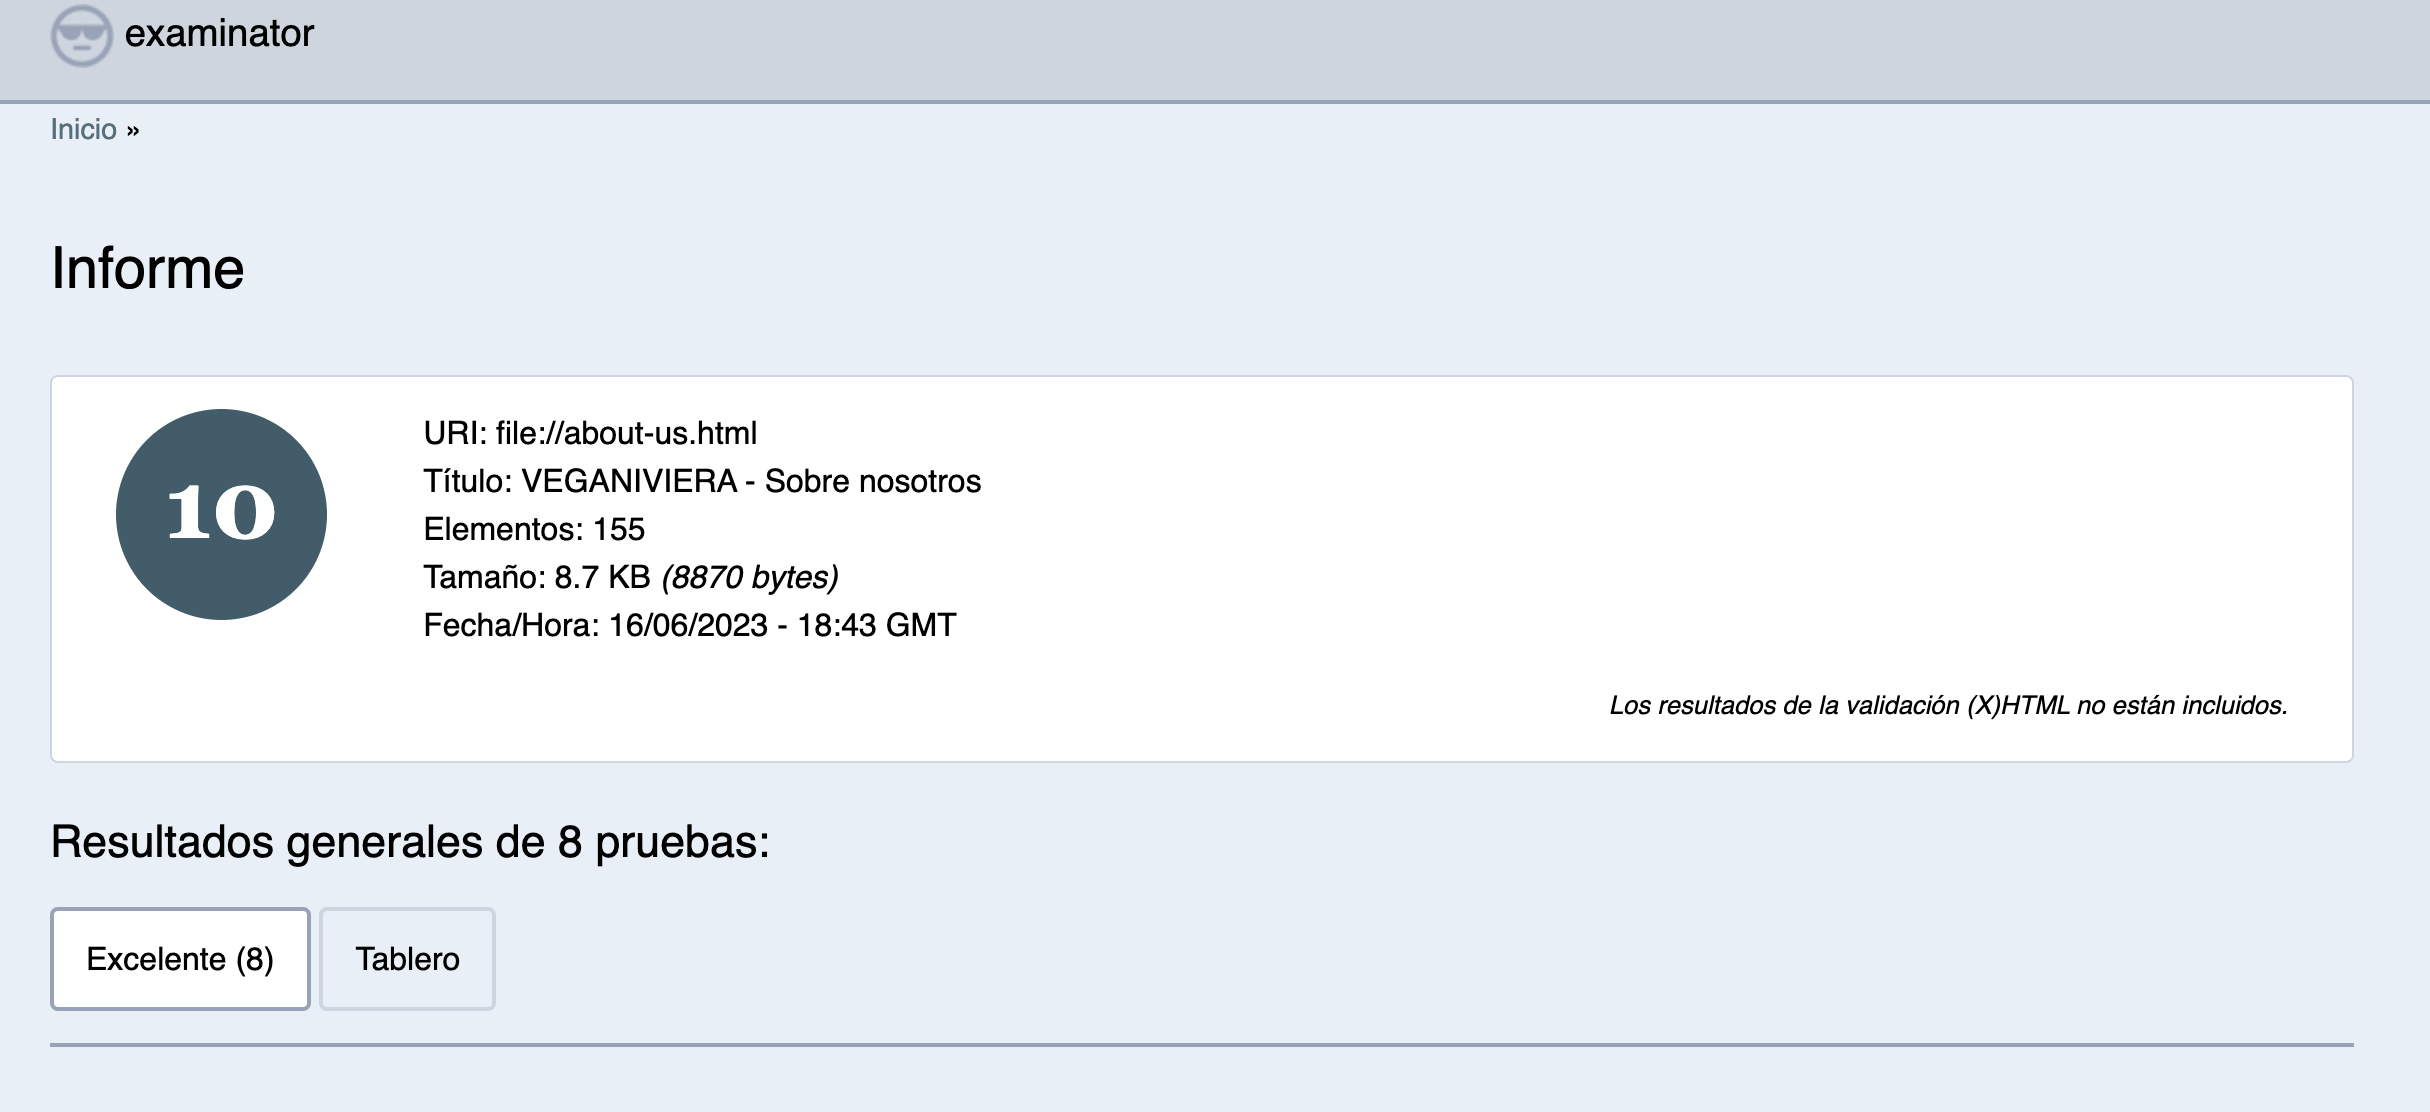 examinator
Inicio »
Informe
10
URI: file://about-us.html
Título: VEGANIVIERA - Sobre nosotros
Elementos: 155
Tamaño: 8.7 KB (8870 bytes)
Fecha/Hora: 16/06/2023 - 18:43 GMT
Los resultados de la validación (X)HTML no están incluidos.
Resultados generales de 8 pruebas:
Excelente (8) Tablero